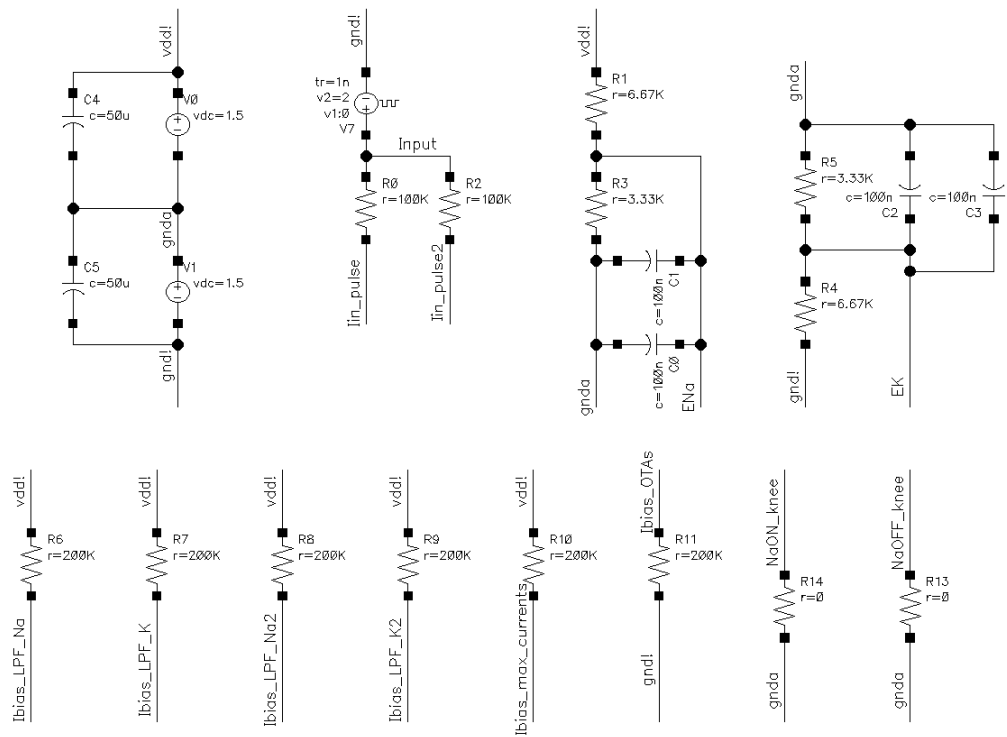 vdd!
C4
c=50u
V0
vdc=1.5
+
−
gnda
C5
c=50u
V1
vdc=1.5
+
−
gnd!
gnd!
tr=1n
v2=2
v1:0
V7
−
+
Input
R0
r=100K
R2
r=100K
Iin_pulse
Iin_pulse2
vdd!
R1
r=6.67K
R3
r=3.33K
C1
c=100n
C0
c=100n
gnda
ENa
gnda
R5
r=3.33K
c=100n
C2
c=100n
C3
R4
r=6.67K
gnd!
EK
vdd!
R6
r=200K
Ibias_LPF_Na
vdd!
R7
r=200K
Ibias_LPF_K
vdd!
R8
r=200K
Ibias_LPF_Na2
vdd!
R9
r=200K
Ibias_LPF_K2
vdd!
R10
r=200K
Ibias_max_currents
Ibias_OTAs
R11
r=200K
gnd!
NaON_knee
R14
r=0
gnda
NaOFF_knee
R13
r=0
gnda